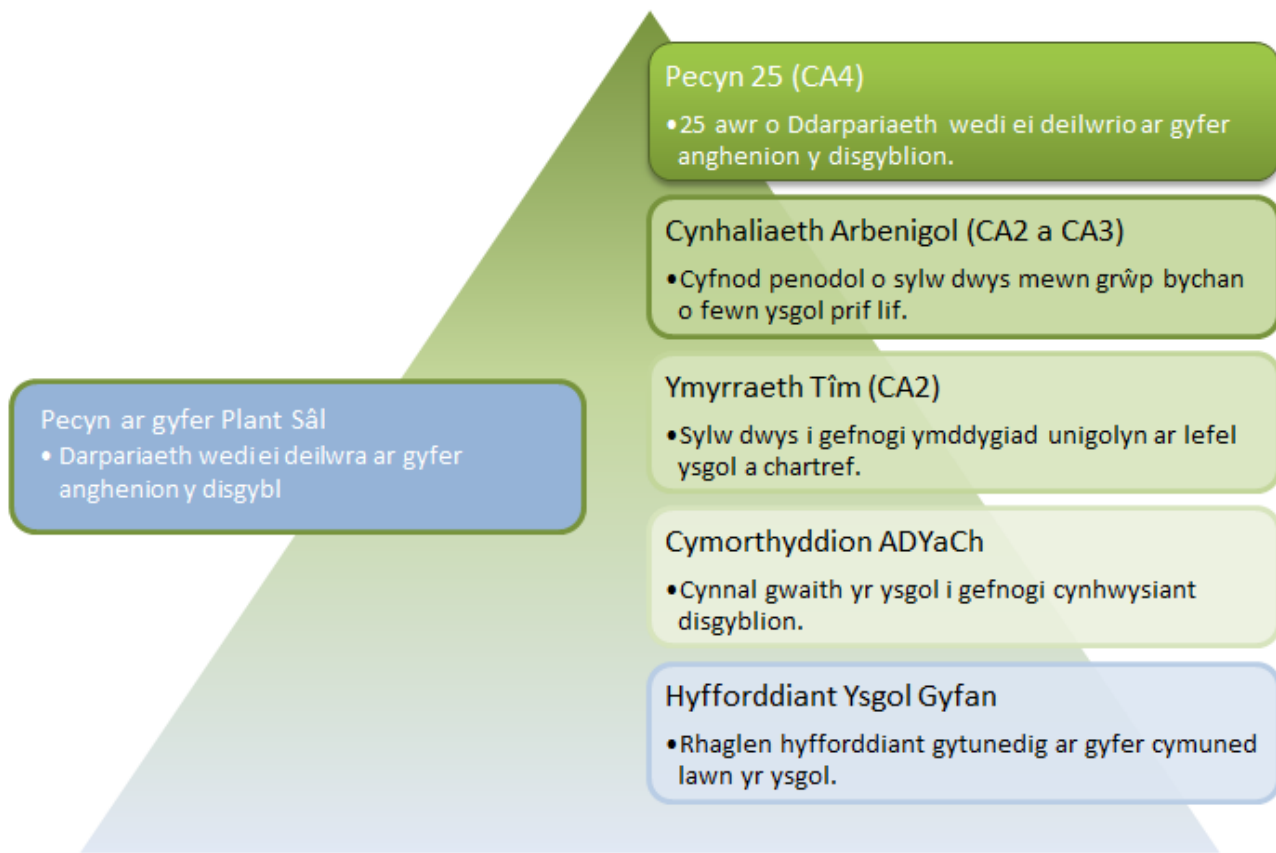 Pecyn 25 (CA4)
•25 awr o Ddarpariaeth wedi ei deilwrio ar gyfer
anghenion y disgyblion.
Cynhaliaeth Arbenigol (CA2 a CA3)
•Cyfnod penodol o sylw dwys mewn grŵp bychan
o fewn ysgol prif lif.
Ymyrraeth Tîm (CA2)
•Sylw dwys i gefnogi ymddygiad unigolyn ar lefel
ysgol a chartref.
Cymorthyddion ADYaCh
•Cynnal gwaith yr ysgol i gefnogi cynhwysiant
disgyblion.
Hyfforddiant Ysgol Gyfan
•Rhaglen hyfforddiant gytunedig ar gyfer cymuned
lawn yr ysgol.
Pecyn ar gyfer Plant Sâl
• Darpariaeth wedi ei deilwra ar gyfer
anghenion y disgybl